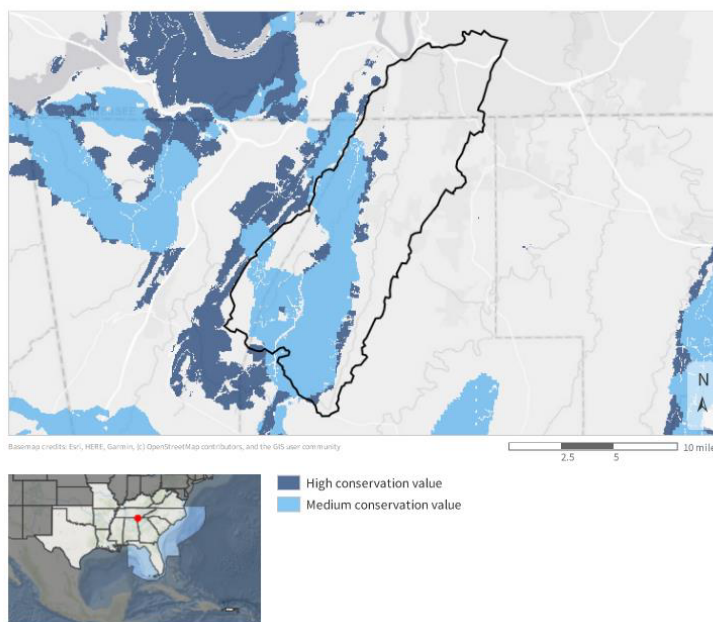 N
Basemap credits: Esri, HERE, Garmin, (c) OpenStreetMap contributors, and the GIS user community
10 mile
2.5 5
High conservation value
Medium conservation value